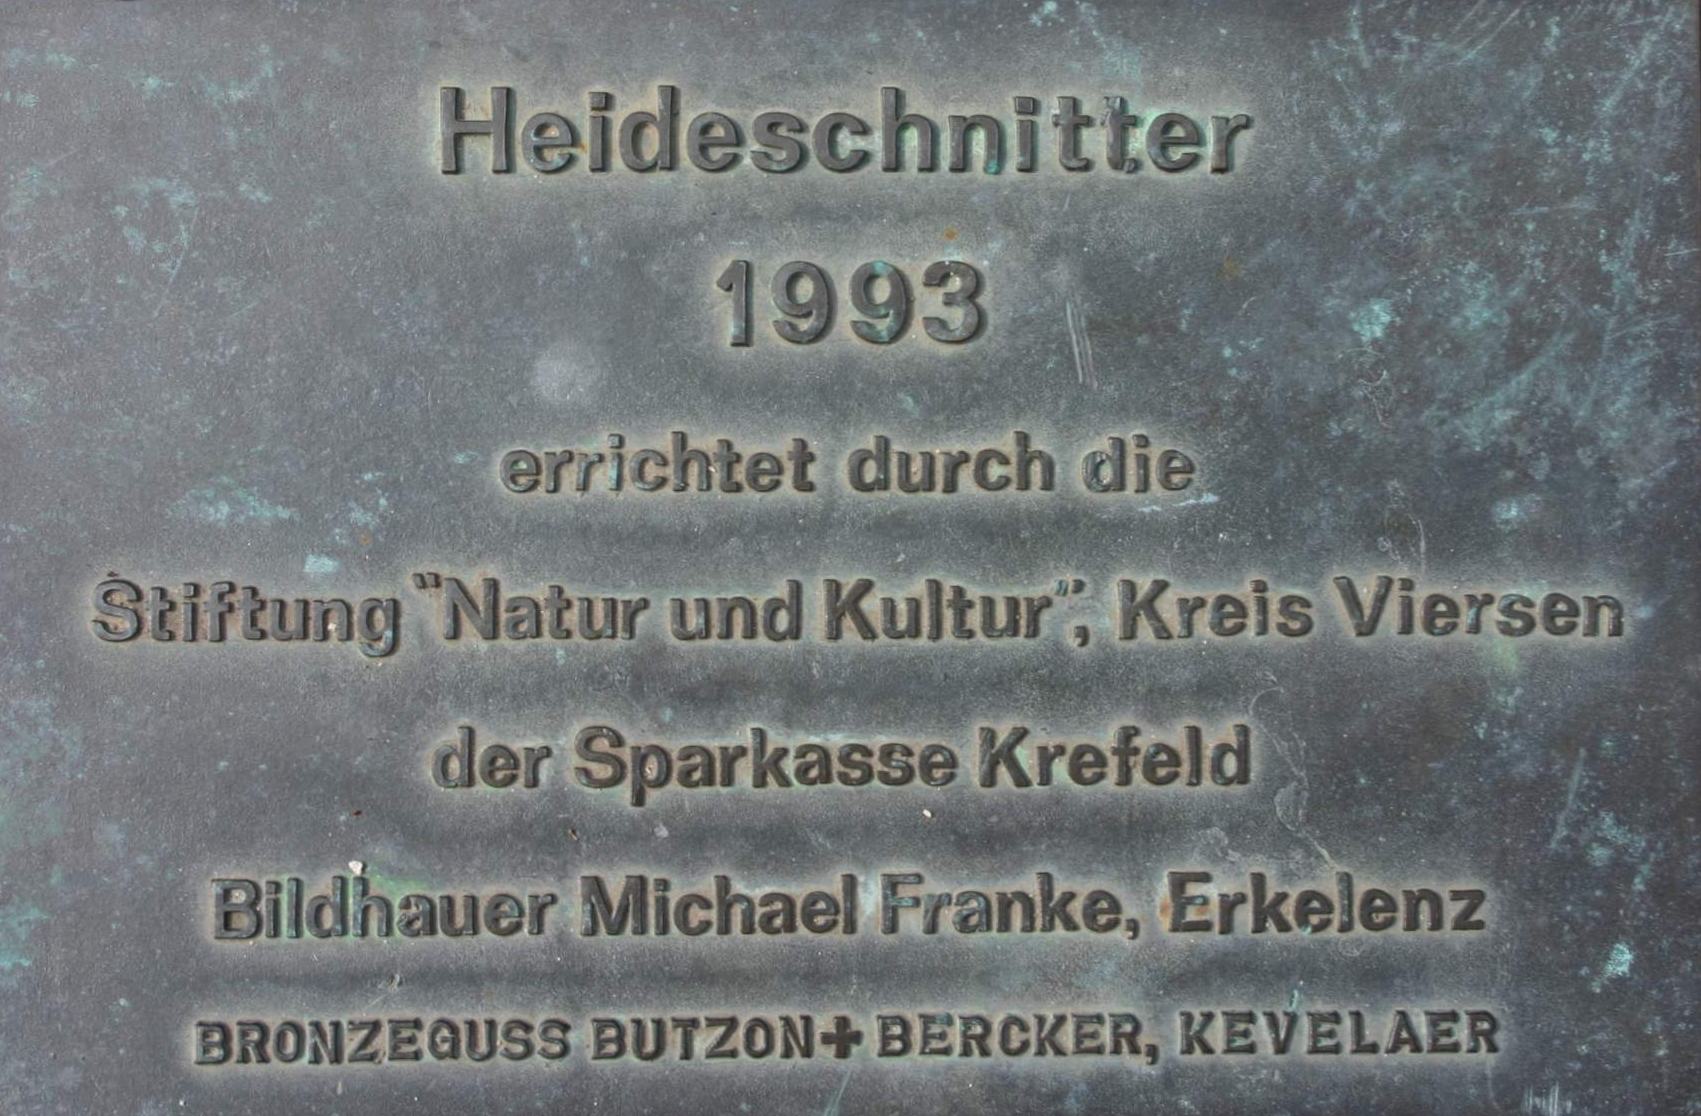 Heideschnitter
1993
errichtet durch die
Stiftung "Natur und Kultur", Kreis Viersen
der Sparkasse Krefeld
Bildhauer Michael Franke, Erkelenz
BRONZEGUSS BUTZON+BERCKER, KEVELAER